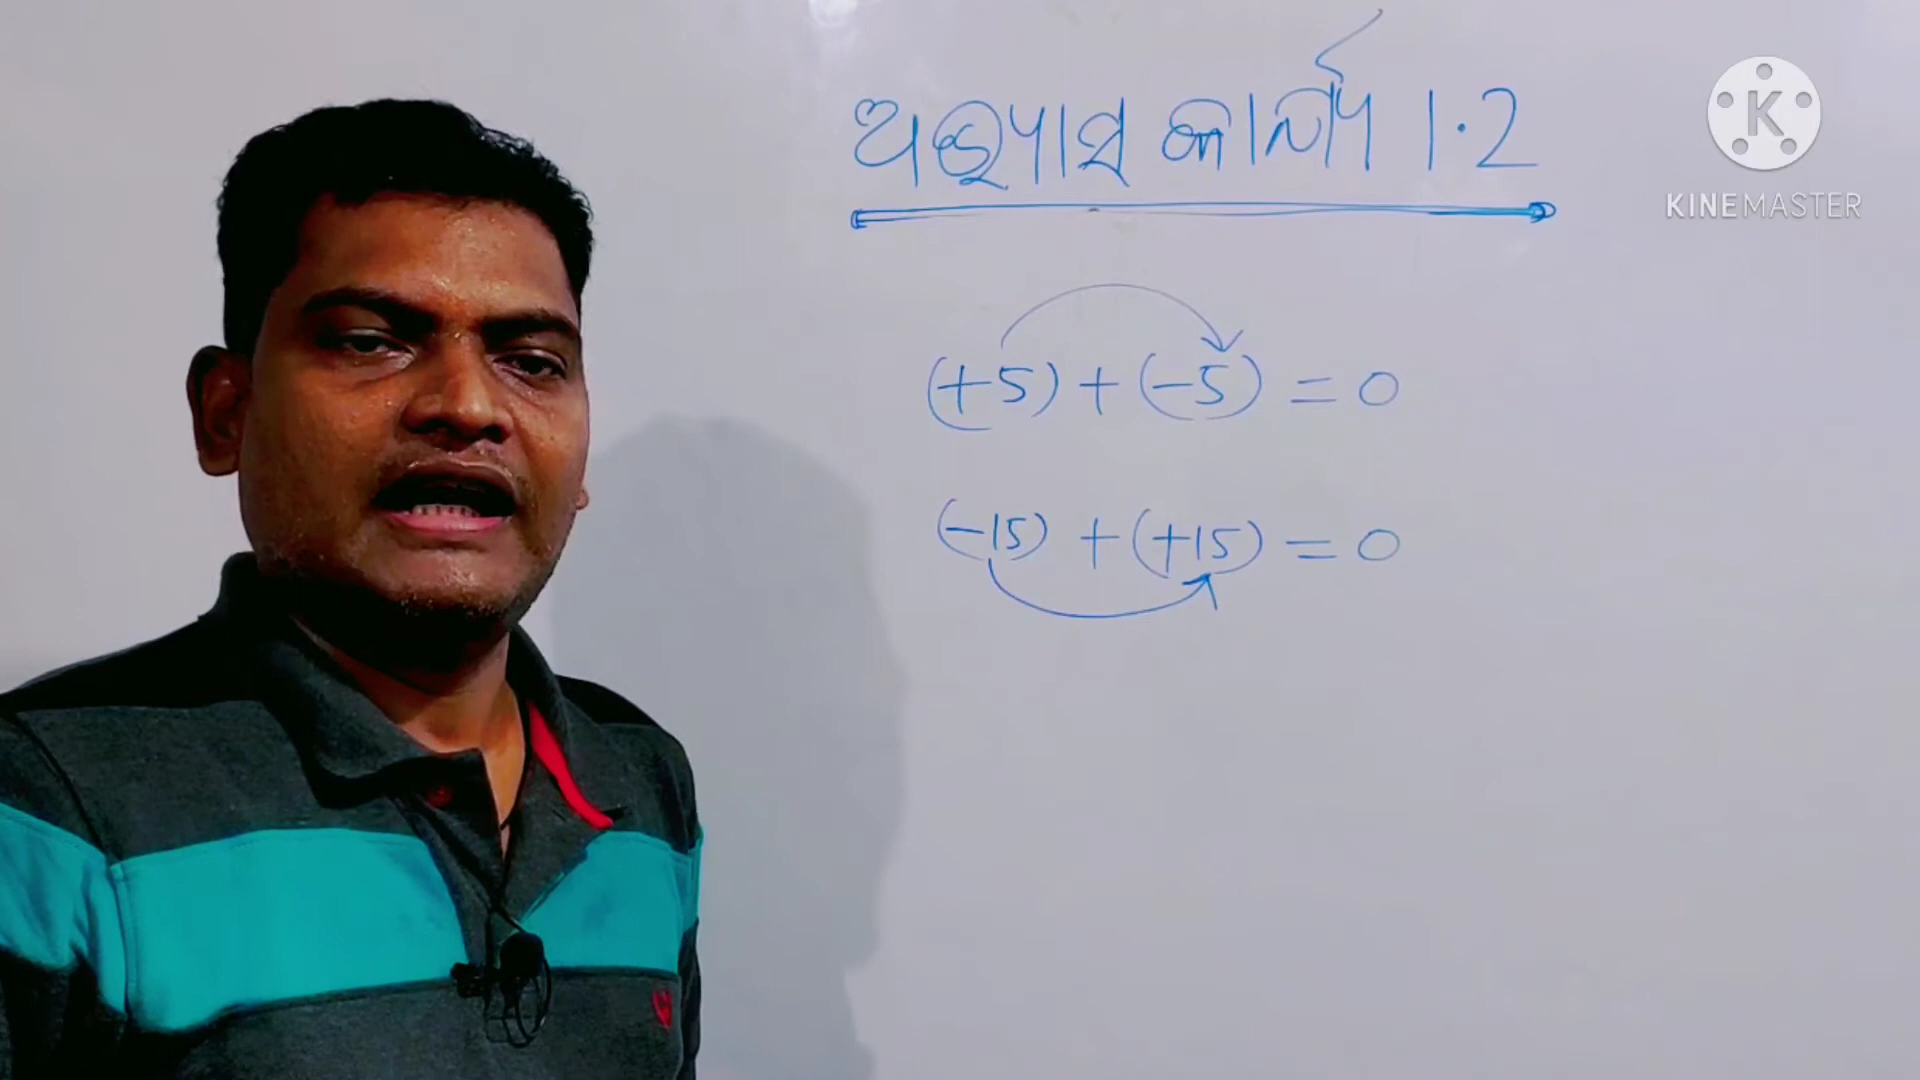 ଅଭ୍ୟାସ କାର୍ଯ୍ୟ 1.2
K
KINEMASTER
(+5) + (-5) = 0
(-15) + (+15) = 0